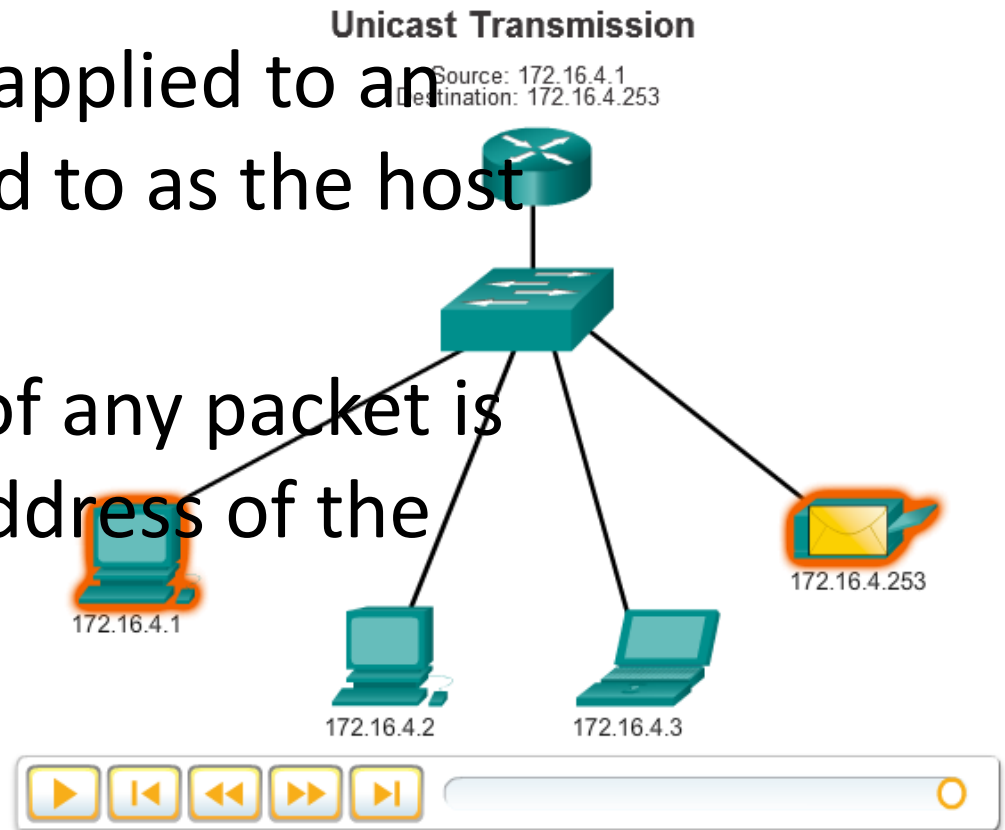 Unicast Transmission
Source: 172.16.4.1
Destination: 172.16.4.253
applied to an
d to as the host
of any packet is
ddress of the
172.16.4.253
172.16.4.1
172.16.4.2
172.16.4.3